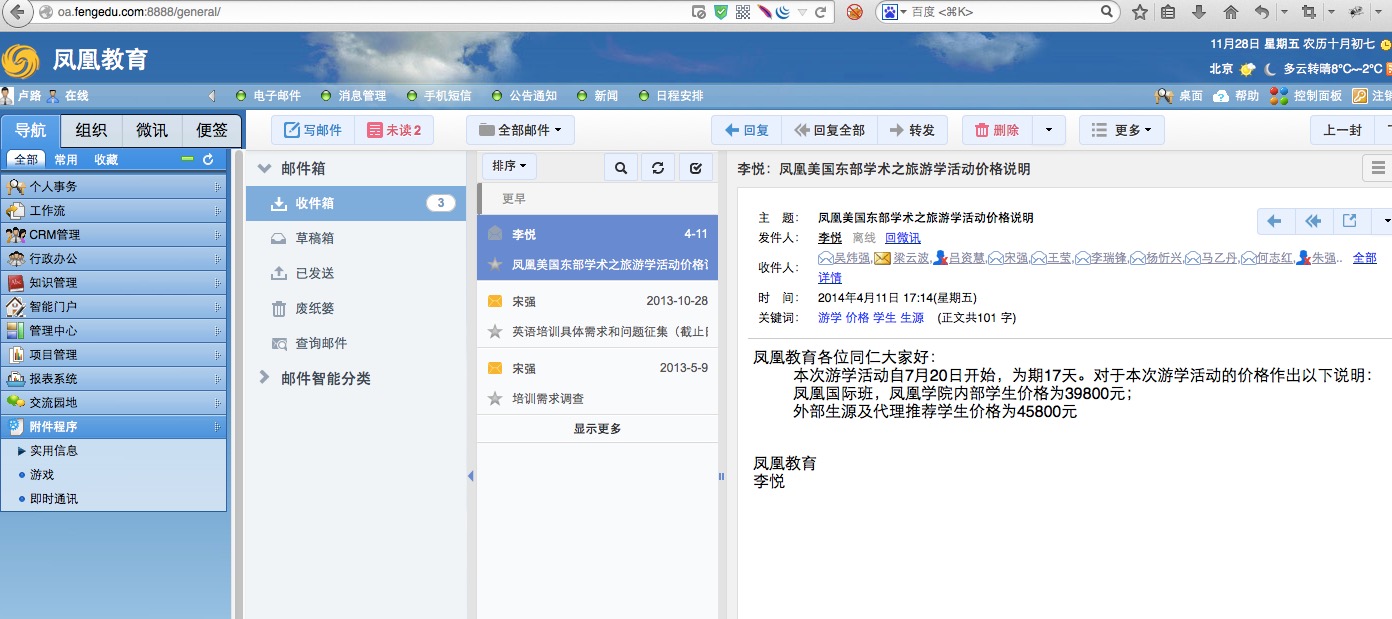 oa.fengedu.com:8888/general/
百度 <⌘K>
凤凰教育
11月28日 星期五 农历十月初七
北京 多云转晴8°C~-2°C
卢路 在线
电子邮件 消息管理 手机短信 公告通知 新闻 日程安排
桌面 帮助 控制面板 注销
导航 组织 微讯 便签
全部 常用 收藏
个人事务
工作流
CRM管理
行政办公
知识管理
智能门户
管理中心
项目管理
报表系统
交流园地
附件程序
实用信息
游戏
即时通讯
写邮件 未读2 全部邮件
回复 回复全部 转发 删除 更多 上一封
邮件箱
收件箱 3
草稿箱
已发送
废纸篓
查询邮件
邮件智能分类
排序
更早
李悦 4-11
凤凰美国东部学术之旅游学活动价格说
宋强 2013-10-28
英语培训具体需求和问题征集（截止日
宋强 2013-5-9
培训需求调查
显示更多
李悦：凤凰美国东部学术之旅游学活动价格说明
主 题： 凤凰美国东部学术之旅游学活动价格说明
发件人： 李悦 离线 回微讯
收件人： 吴炜强,梁云波,吕资慧,宋强,王莹,李瑞锋,杨忻兴,马乙丹,何志红,朱强.. 全部
详情
时 间： 2014年4月11日 17:14(星期五)
关键词： 游学 价格 学生 生源 (正文共101 字)
凤凰教育各位同仁大家好：
本次游学活动自7月20日开始，为期17天。对于本次游学活动的价格作出以下说明：
凤凰国际班，凤凰学院内部学生价格为39800元；
外部生源及代理推荐学生价格为45800元
凤凰教育
李悦